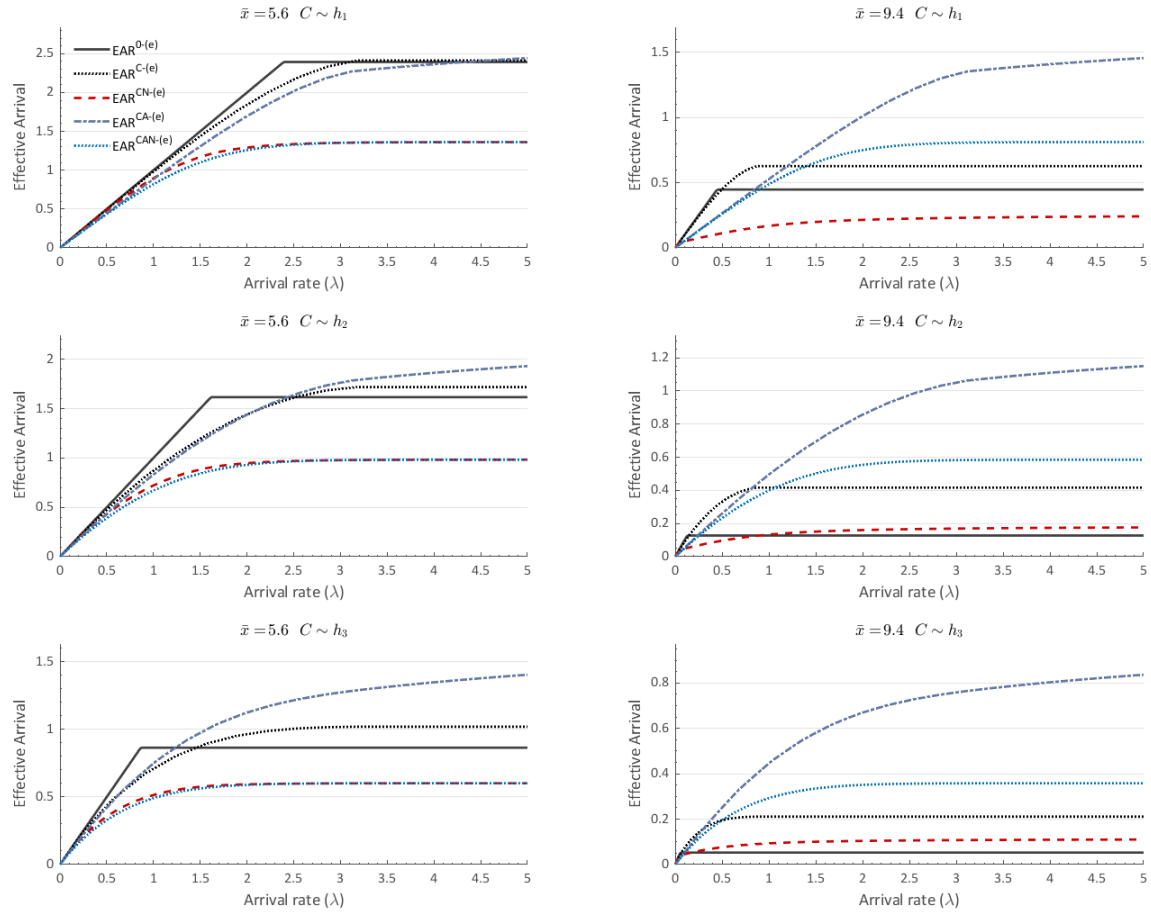 x̄ = 5.6 C ∼ h₁
Effective Arrival
2.5
2
1.5
1
0.5
0
EAR^0-(e)
EAR^C-(e)
EAR^CN-(e)
EAR^CA-(e)
EAR^CAN-(e)
0 0.5 1 1.5 2 2.5 3 3.5 4 4.5 5
Arrival rate (λ)
x̄ = 9.4 C ∼ h₁
Effective Arrival
1.5
1
0.5
0
0 0.5 1 1.5 2 2.5 3 3.5 4 4.5 5
Arrival rate (λ)
x̄ = 5.6 C ∼ h₂
Effective Arrival
2
1.5
1
0.5
0
0 0.5 1 1.5 2 2.5 3 3.5 4 4.5 5
Arrival rate (λ)
x̄ = 9.4 C ∼ h₂
Effective Arrival
1.2
1
0.8
0.6
0.4
0.2
0
0 0.5 1 1.5 2 2.5 3 3.5 4 4.5 5
Arrival rate (λ)
x̄ = 5.6 C ∼ h₃
Effective Arrival
1.5
1
0.5
0
0 0.5 1 1.5 2 2.5 3 3.5 4 4.5 5
Arrival rate (λ)
x̄ = 9.4 C ∼ h₃
Effective Arrival
0.8
0.6
0.4
0.2
0
0 0.5 1 1.5 2 2.5 3 3.5 4 4.5 5
Arrival rate (λ)